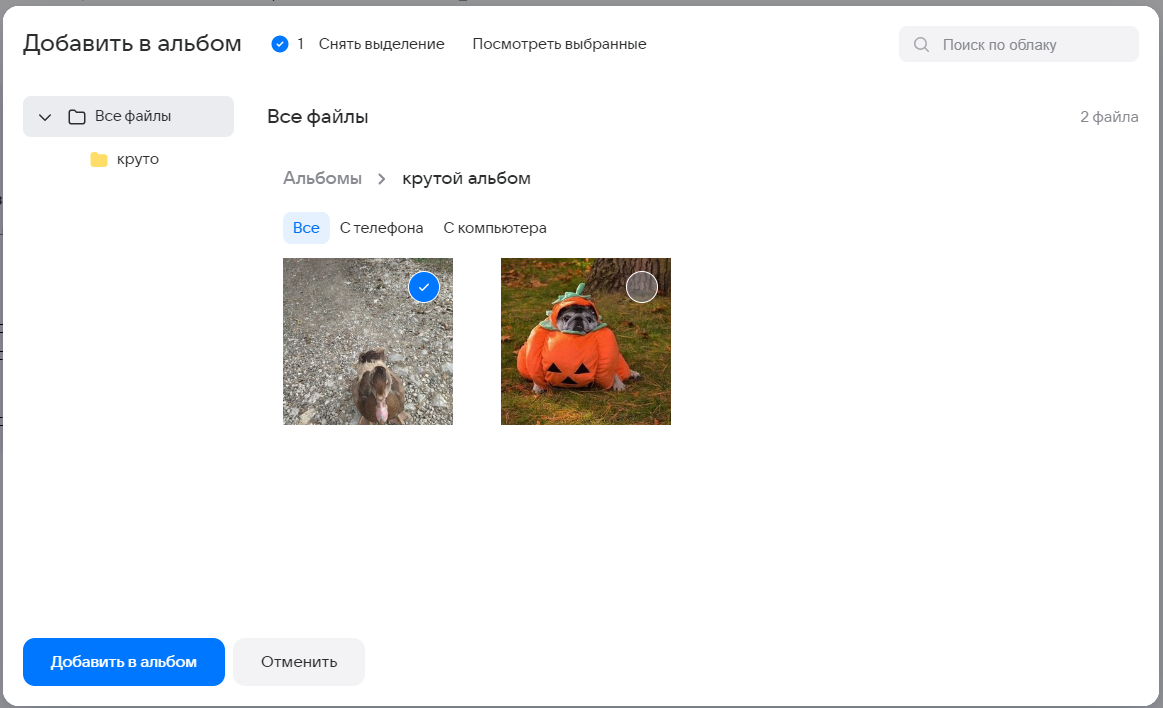 Добавить в альбом 1 Снять выделение Посмотреть выбранные Поиск по облаку
Все файлы
круто
Все файлы 2 файла
Альбомы крутой альбом
Все С телефона С компьютера
Добавить в альбом Отменить